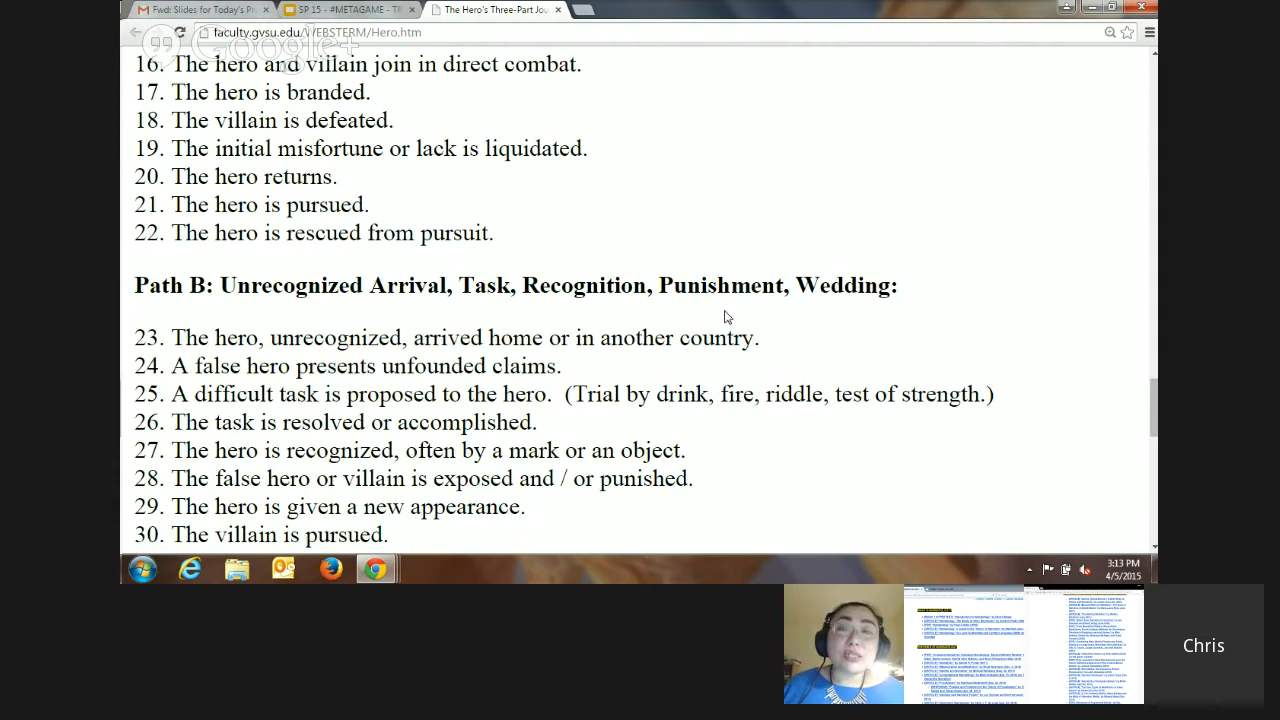 Fwd: Slides for Today's Pr
SP 15 - #METAGAME - TR
The Hero's Three-Part Jou
faculty.gvsu.edu/WEBSTERM/Hero.htm
Google+
16. The hero and villain join in direct combat.
17. The hero is branded.
18. The villain is defeated.
19. The initial misfortune or lack is liquidated.
20. The hero returns.
21. The hero is pursued.
22. The hero is rescued from pursuit.
Path B: Unrecognized Arrival, Task, Recognition, Punishment, Wedding:
23. The hero, unrecognized, arrived home or in another country.
24. A false hero presents unfounded claims.
25. A difficult task is proposed to the hero. (Trial by drink, fire, riddle, test of strength.)
26. The task is resolved or accomplished.
27. The hero is recognized, often by a mark or an object.
28. The false hero or villain is exposed and / or punished.
29. The hero is given a new appearance.
30. The villain is pursued.
3:13 PM
4/5/2015
Chris